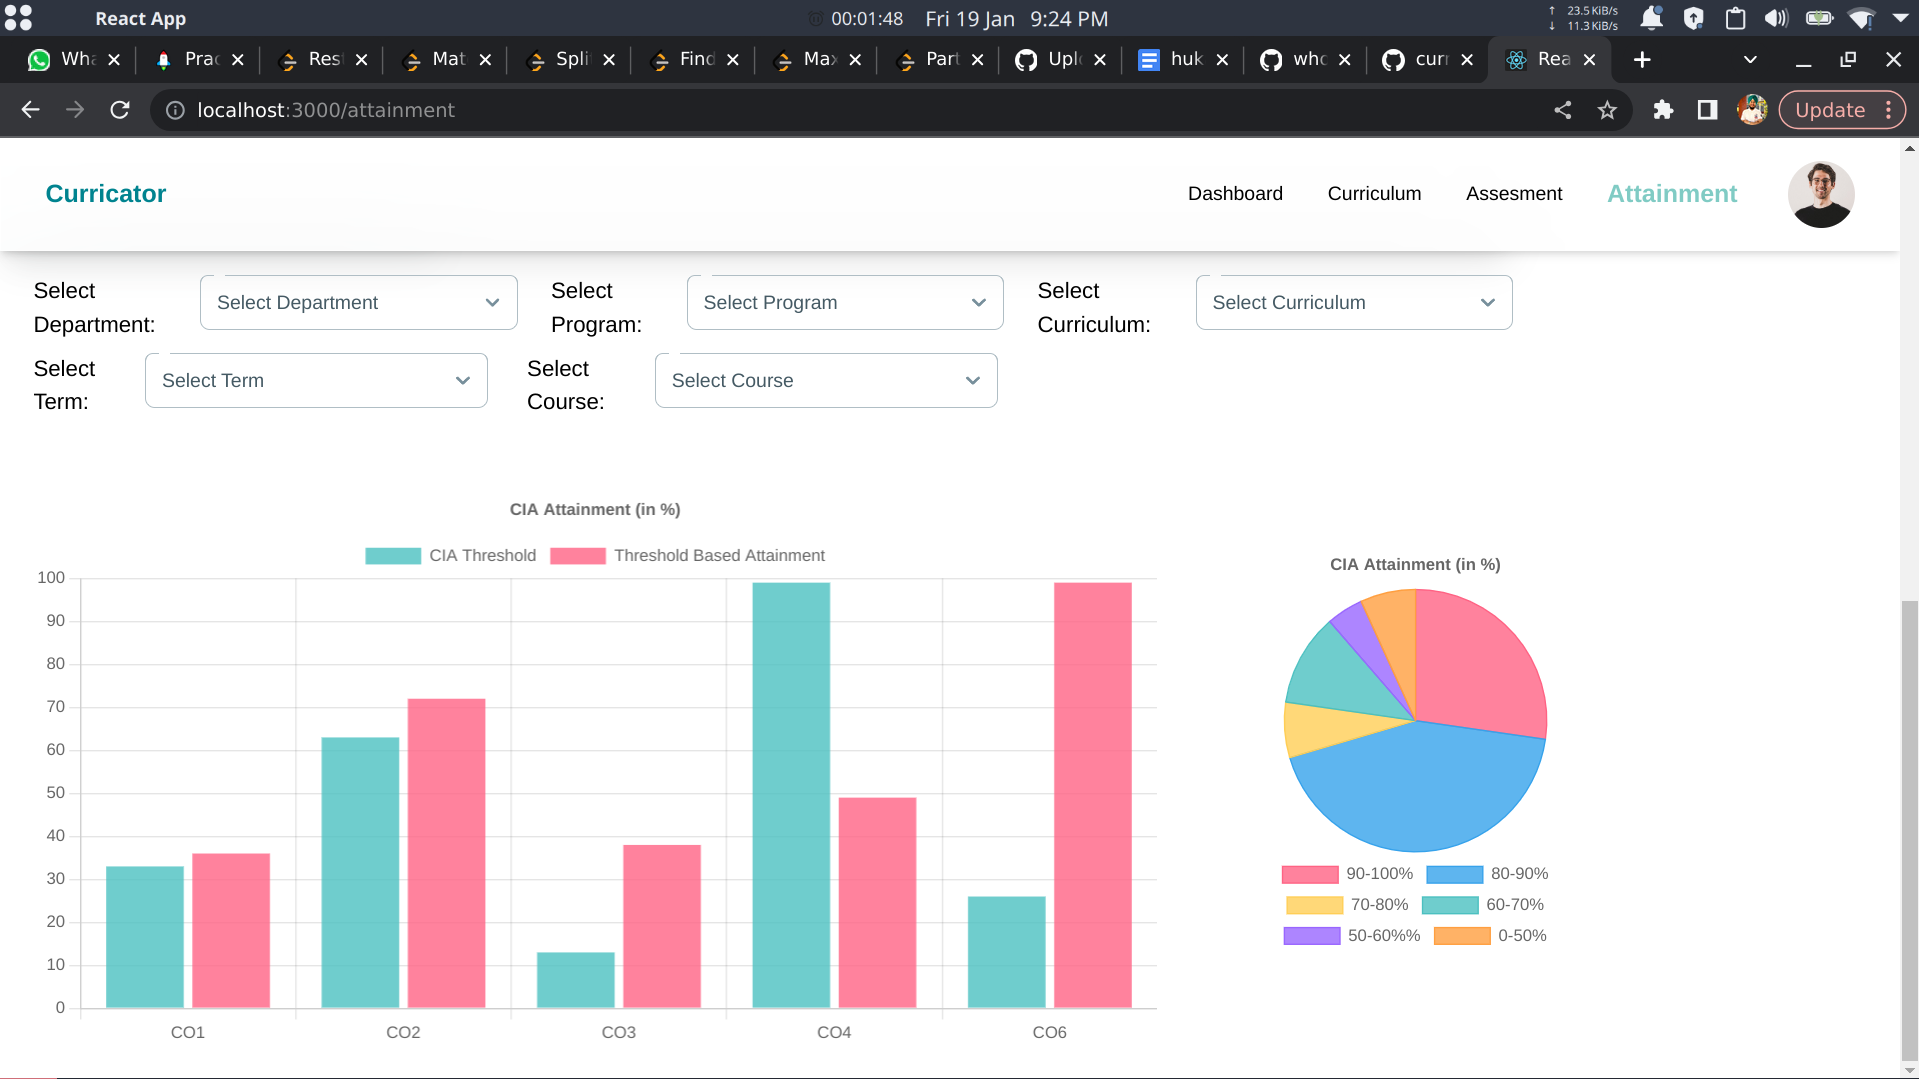 React App
00:01:48 Fri 19 Jan 9:24 PM
↑ 23.5 KiB/s
↓ 11.3 KiB/s
Wha
Prac
Res
Mat
Spli
Find
Max
Part
Uplo
huk
who
curr
Rea
localhost:3000/attainment
Update
Curricator
Dashboard
Curriculum
Assesment
Attainment
Select
Department:
Select Department
Select
Program:
Select Program
Select
Curriculum:
Select Curriculum
Select
Term:
Select Term
Select
Course:
Select Course
CIA Attainment (in %)
CIA Threshold
Threshold Based Attainment
100
90
80
70
60
50
40
30
20
10
0
CO1
CO2
CO3
CO4
CO6
CIA Attainment (in %)
90-100%
80-90%
70-80%
60-70%
50-60%%
0-50%